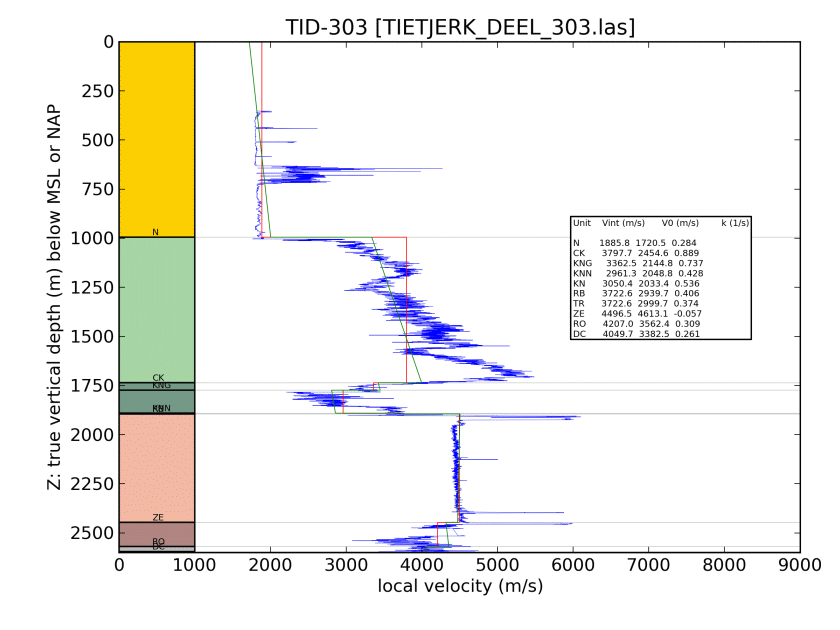 TID-303 [TIETJERK_DEEL_303.las]
Z: true vertical depth (m) below MSL or NAP
0
250
500
750
1000
1250
1500
1750
2000
2250
2500
N
CK
KNG
KNN
ZE
RO
DC
Unit Vint (m/s) V0 (m/s) k (1/s)
N 1885.8 1720.5 0.284
CK 3797.7 2454.6 0.889
KNG 3362.5 2144.8 0.737
KNN 2961.3 2048.8 0.428
KN 3050.4 2033.4 0.536
RB 3722.6 2939.7 0.406
TR 3722.6 2999.7 0.374
ZE 4496.5 4613.1 -0.057
RO 4207.0 3562.4 0.309
DC 4049.7 3382.5 0.261
0 1000 2000 3000 4000 5000 6000 7000 8000 9000
local velocity (m/s)